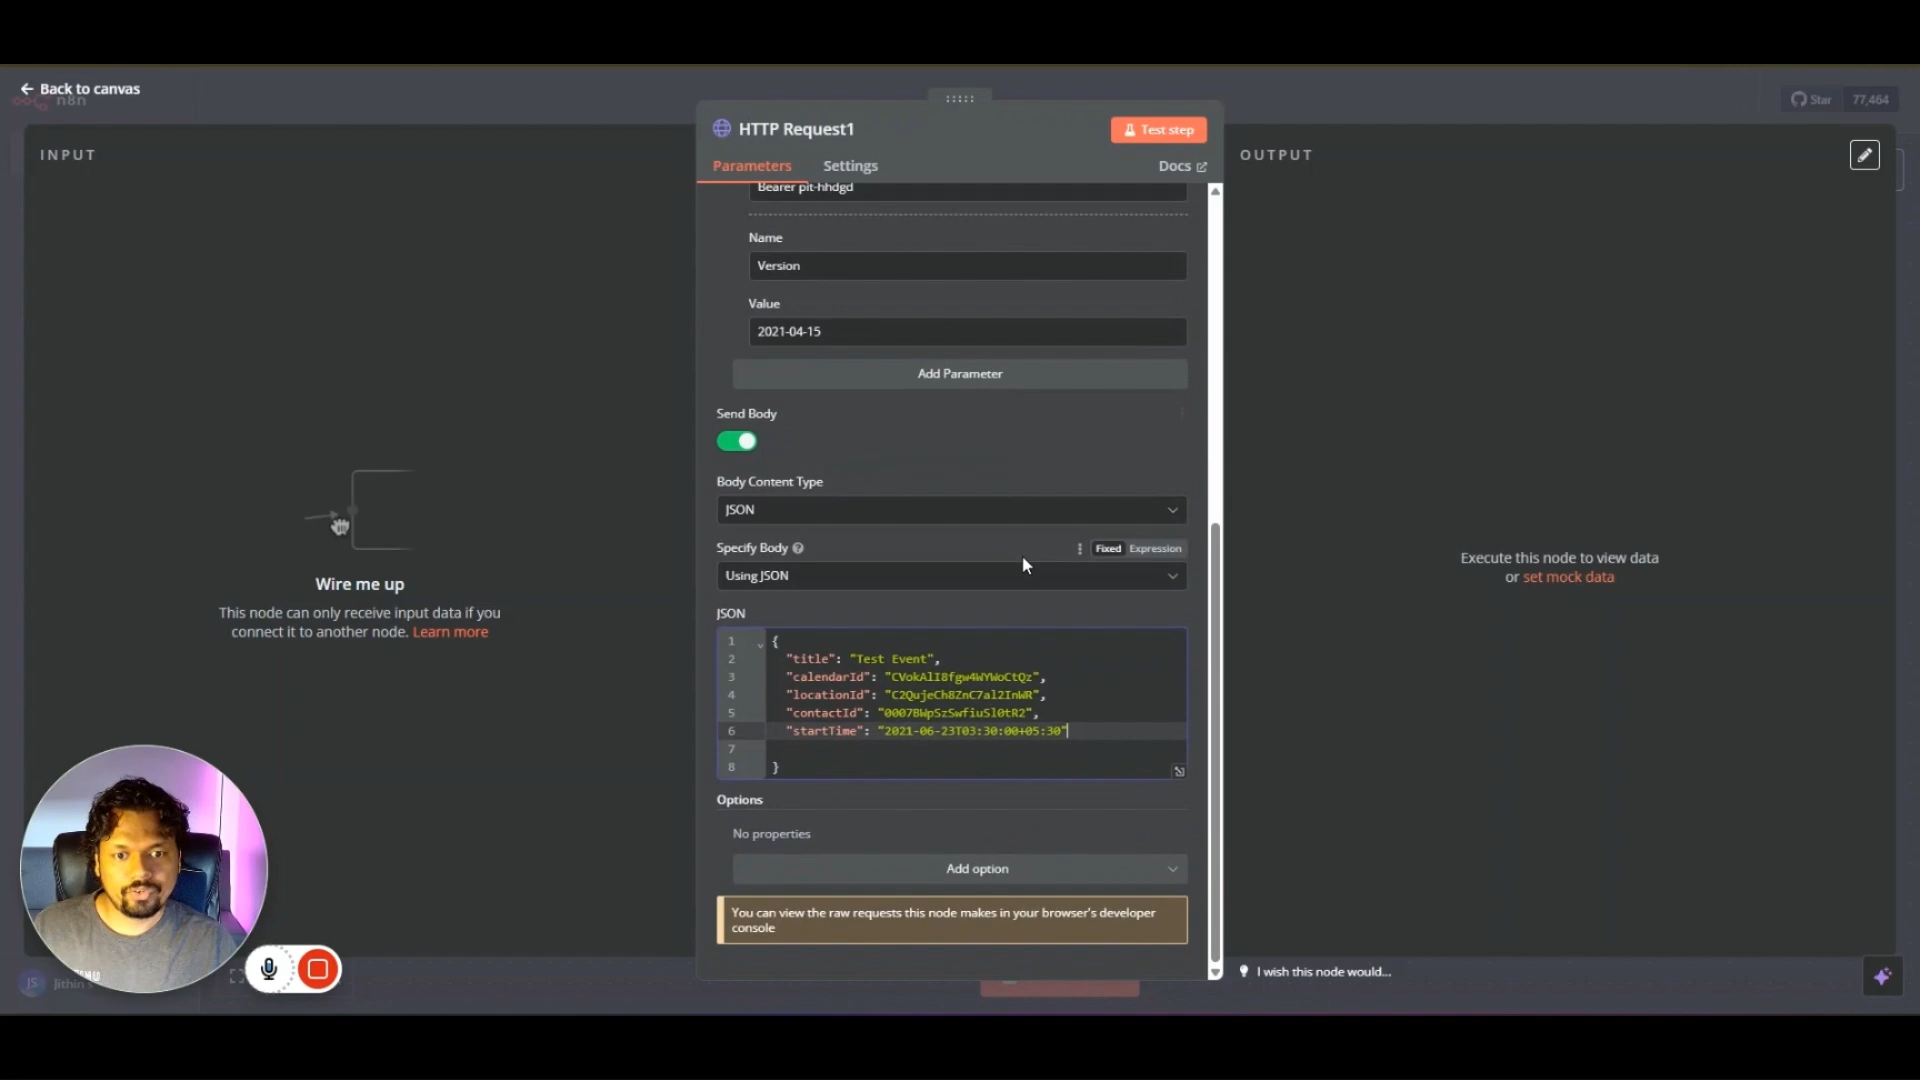 Back to canvas
n8n
Star 77,464
INPUT
HTTP Request1
Test step
OUTPUT
Parameters
Settings
Docs
Bearer pit-hhdgd
Name
Version
Value
2021-04-15
Add Parameter
Send Body
Body Content Type
JSON
Specify Body
Fixed Expression
Using JSON
JSON
1 {
2 "title": "Test Event",
3 "calendarId": "CVokAlI8fgw4WYWoCtQz",
4 "locationId": "C2QujeCh8ZnC7al2InWR",
5 "contactId": "0007BWpSzSwfiuSl0tR2",
6 "startTime": "2021-06-23T03:30:00+05:30"
7
8 }
Options
No properties
Add option
You can view the raw requests this node makes in your browser's developer
console
Wire me up
This node can only receive input data if you
connect it to another node. Learn more
Execute this node to view data
or set mock data
I wish this node would...
JS
Jithin s